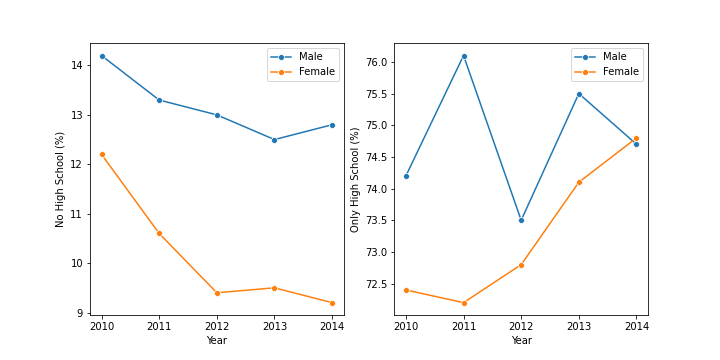 No High School (%)
14
13
12
11
10
9
2010 2011 2012 2013 2014
Year
Male
Female
Only High School (%)
76.0
75.5
75.0
74.5
74.0
73.5
73.0
72.5
2010 2011 2012 2013 2014
Year
Male
Female